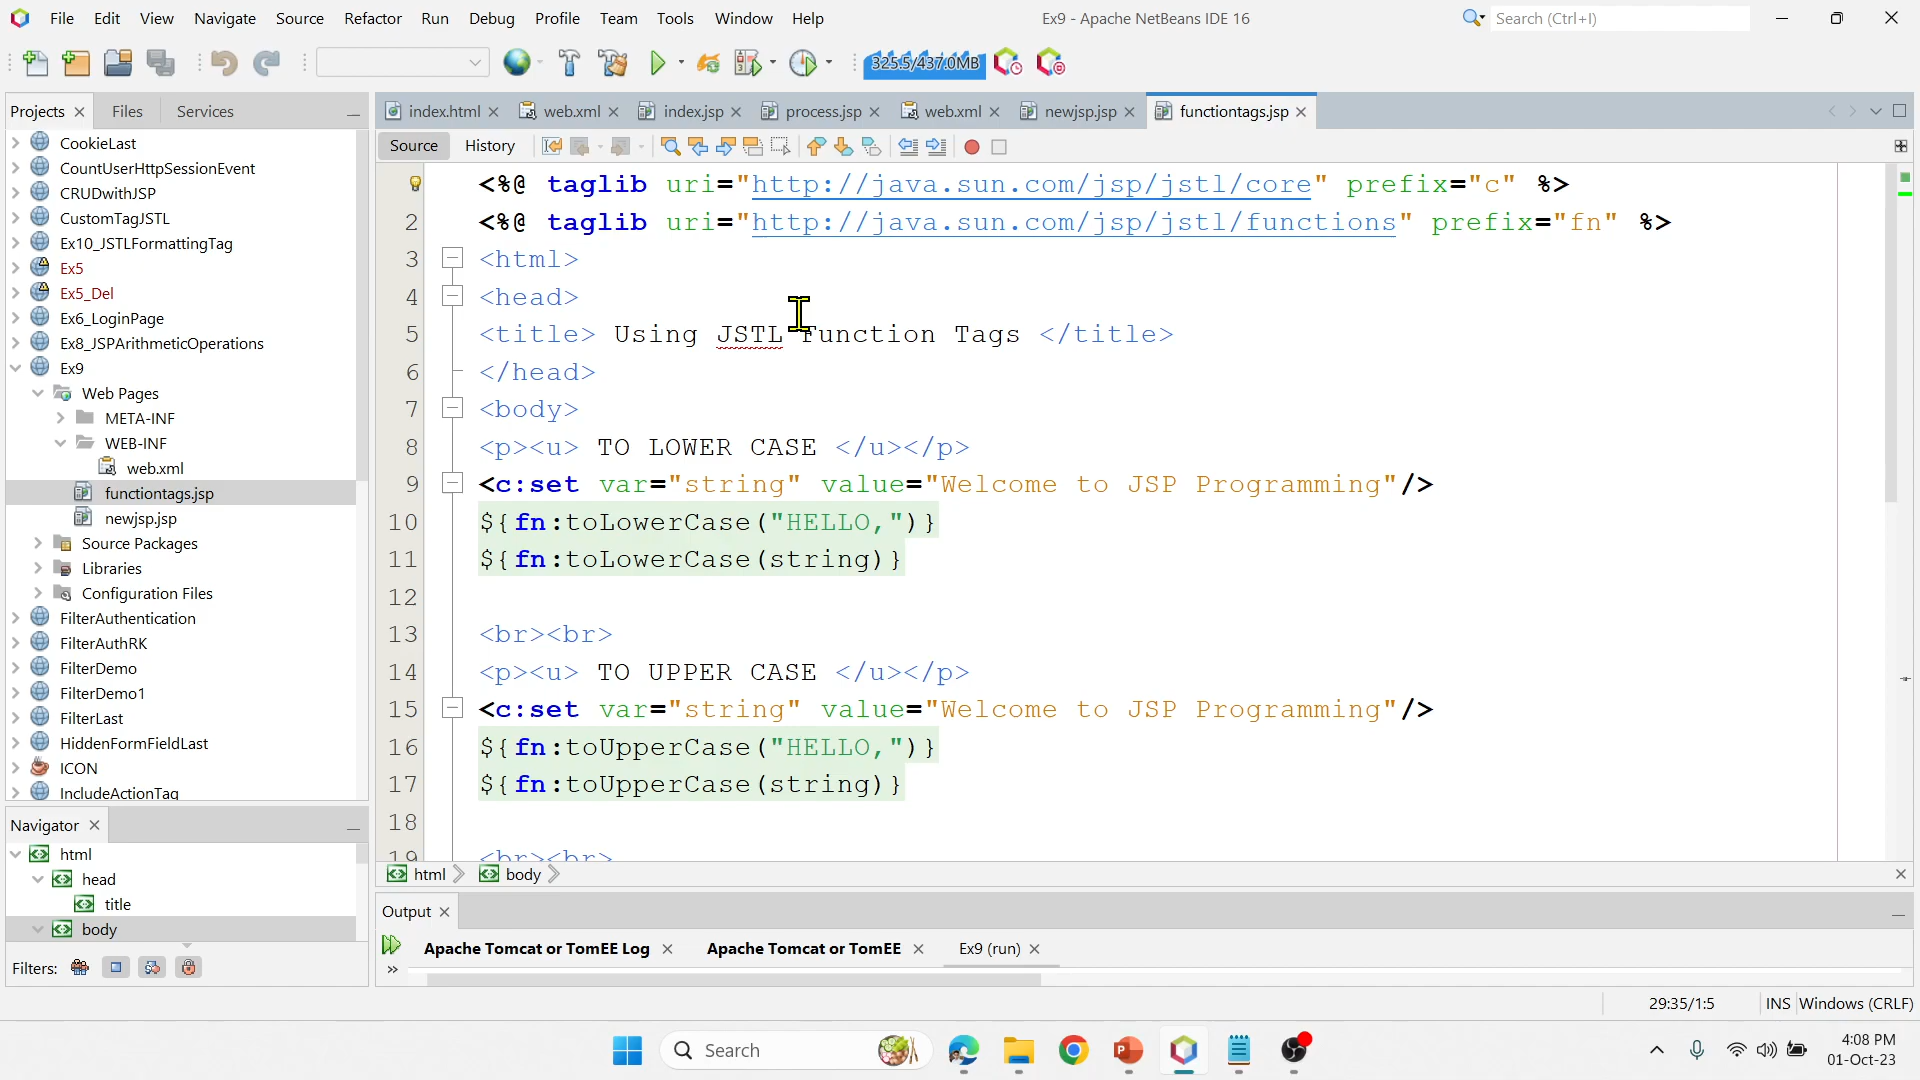 File Edit View Navigate Source Refactor Run Debug Profile Team Tools Window Help
Ex9 - Apache NetBeans IDE 16
Search (Ctrl+I)
325.5/437.0MB
Projects Files Services
index.html web.xml index.jsp process.jsp web.xml newjsp.jsp functiontags.jsp
Source History
CookieLast
CountUserHttpSessionEvent
CRUDwithJSP
CustomTagJSTL
Ex10_JSTLFormattingTag
Ex5
Ex5_Del
Ex6_LoginPage
Ex8_JSPArithmeticOperations
Ex9
Web Pages
META-INF
WEB-INF
web.xml
functiontags.jsp
newjsp.jsp
Source Packages
Libraries
Configuration Files
FilterAuthentication
FilterAuthRK
FilterDemo
FilterDemo1
FilterLast
HiddenFormFieldLast
ICON
IncludeActionTag
<%@ taglib uri="http://java.sun.com/jsp/jstl/core" prefix="c" %>
2 <%@ taglib uri="http://java.sun.com/jsp/jstl/functions" prefix="fn" %>
3 <html>
4 <head>
5 <title> Using JSTL Function Tags </title>
6 </head>
7 <body>
8 <p><u> TO LOWER CASE </u></p>
9 <c:set var="string" value="Welcome to JSP Programming"/>
10 ${fn:toLowerCase("HELLO,")}
11 ${fn:toLowerCase(string)}
12
13 <br><br>
14 <p><u> TO UPPER CASE </u></p>
15 <c:set var="string" value="Welcome to JSP Programming"/>
16 ${fn:toUpperCase("HELLO,")}
17 ${fn:toUpperCase(string)}
18
19 <br><br>
html body
Navigator
html
head
title
body
Filters:
Output
Apache Tomcat or TomEE Log Apache Tomcat or TomEE Ex9 (run)
29:35/1:5 INS Windows (CRLF)
Search
4:08 PM
01-Oct-23